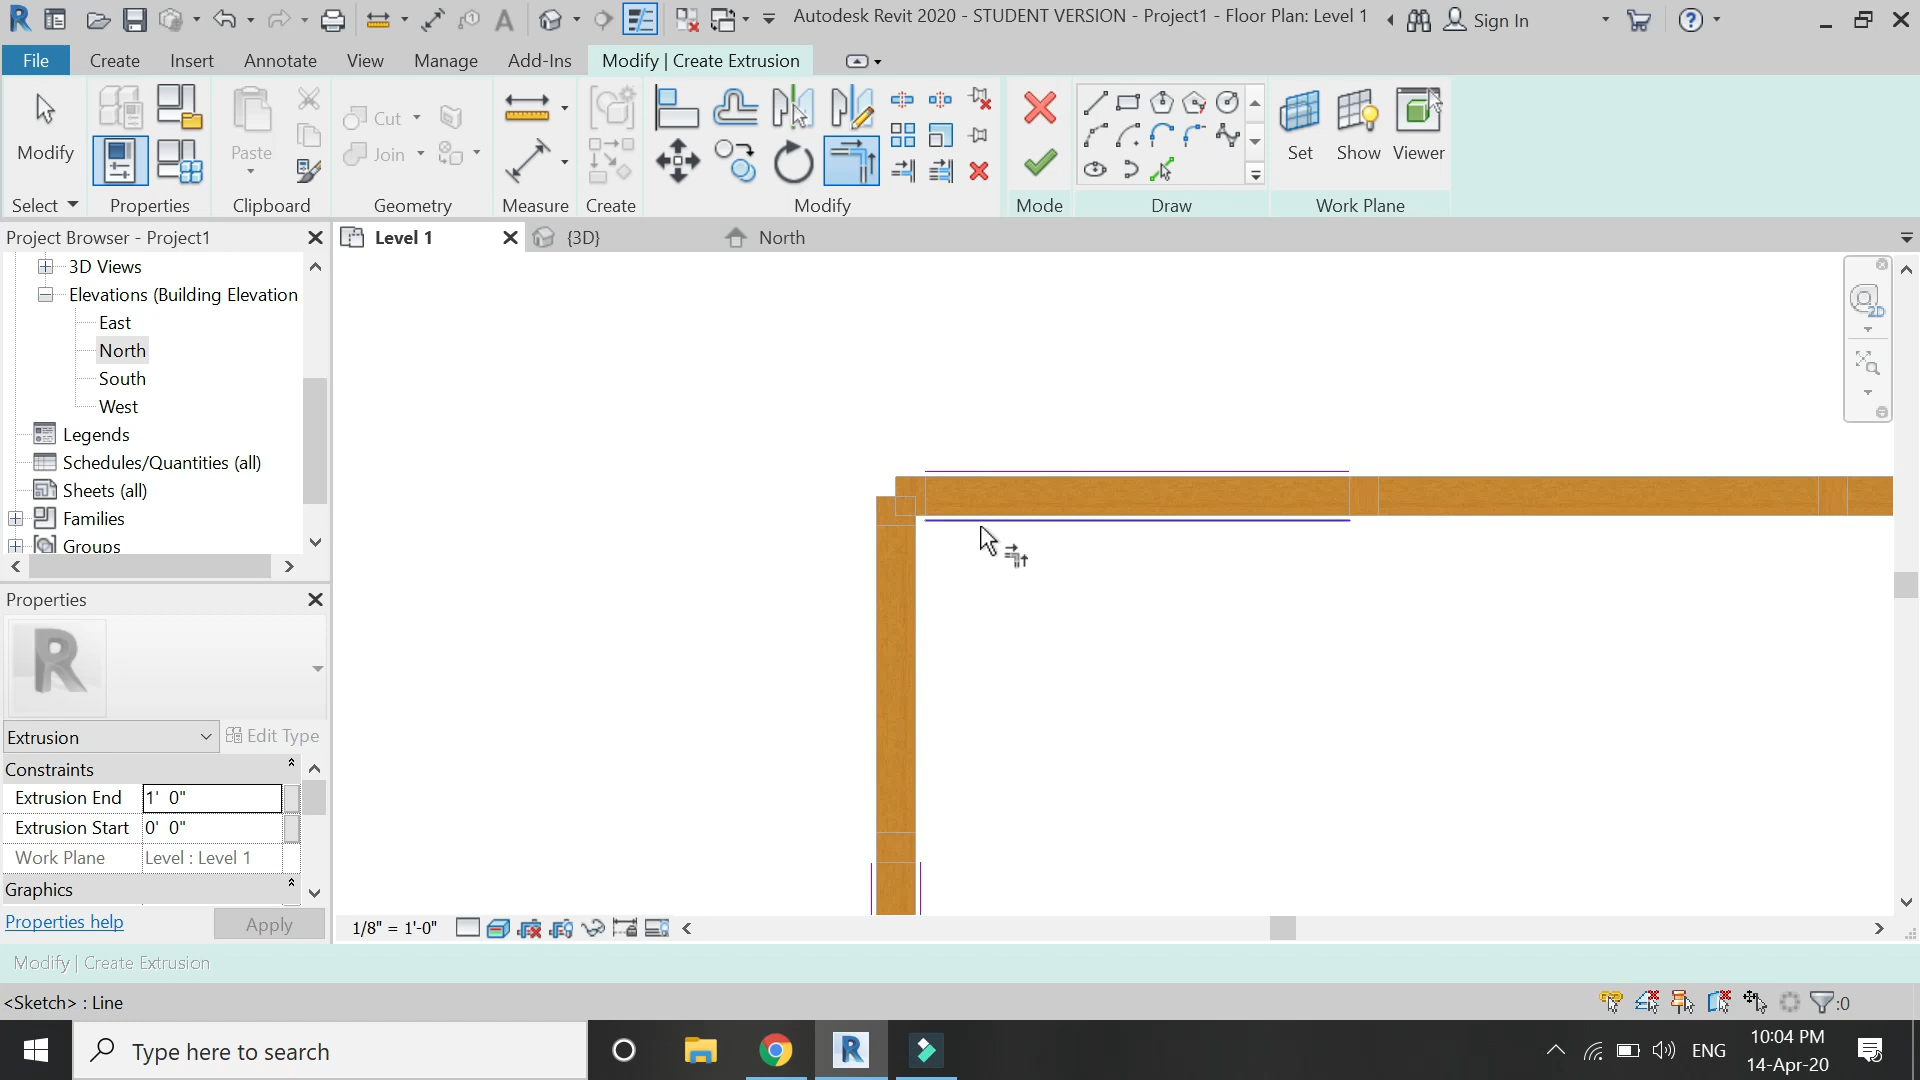 Autodesk Revit 2020 - STUDENT VERSION - Project1 - Floor Plan: Level 1
Sign In
File
Create
Insert
Annotate
View
Manage
Add-Ins
Modify | Create Extrusion
Modify
Paste
Cut
Join
Set
Show
Viewer
Select
Properties
Clipboard
Geometry
Measure
Create
Modify
Mode
Draw
Work Plane
Project Browser - Project1
Level 1
{3D}
North
3D Views
Elevations (Building Elevation
East
North
South
West
Legends
Schedules/Quantities (all)
Sheets (all)
Families
Groups
2D
Properties
Extrusion
Edit Type
Constraints
Extrusion End
1' 0"
Extrusion Start
0' 0"
Work Plane
Level : Level 1
Graphics
Properties help
Apply
1/8" = 1'-0"
Modify | Create Extrusion
<Sketch> : Line
:0
Type here to search
ENG
10:04 PM
14-Apr-20